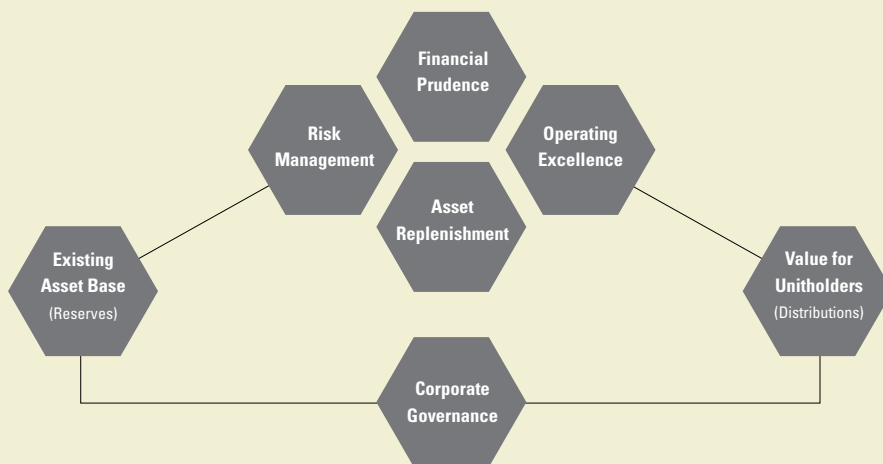 Financial
Prudence
Risk
Management
Operating
Excellence
Asset
Replenishment
Existing
Asset Base
(Reserves)
Value for
Unitholders
(Distributions)
Corporate
Governance